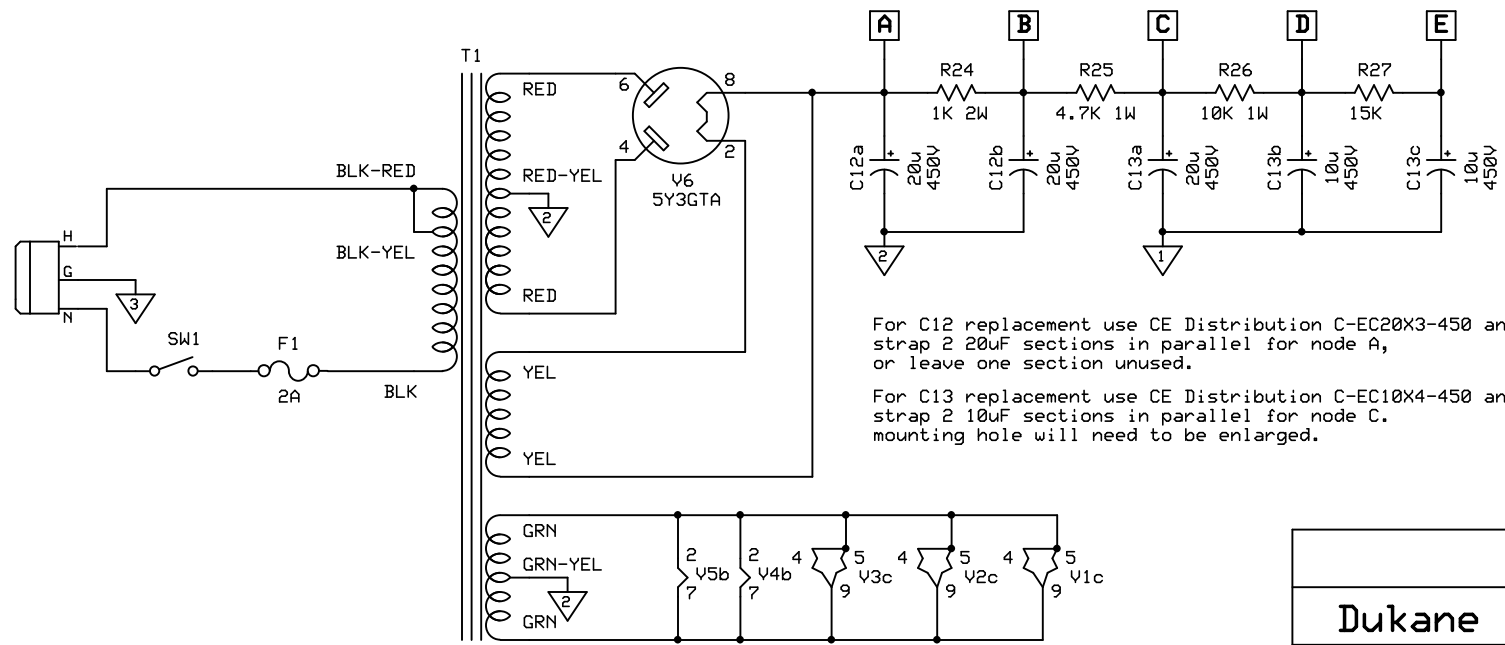 A B C D E
T1
R24 R25 R26 R27
6 RED 8
1K 2W 4.7K 1W 10K 1W 15K
4 2
C12a 20u 450V
C12b 20u 450V
C13a 20u 450V
C13b 10u 450V
C13c 10u 450V
BLK-RED
RED-YEL
V6
5Y3GTA
2
H
BLK-YEL
2 1
G
3
RED
N
For C12 replacement use CE Distribution C-EC20X3-450 an
strap 2 20uF sections in parallel for node A,
or leave one section unused.
SW1 F1
YEL
2A BLK
For C13 replacement use CE Distribution C-EC10X4-450 an
strap 2 10uF sections in parallel for node C.
mounting hole will need to be enlarged.
YEL
GRN
2 2 4 5 4 5 4 5
GRN-YEL
V5b V4b V3c V2c V1c
7 7 9 9 9
2
GRN
Dukane